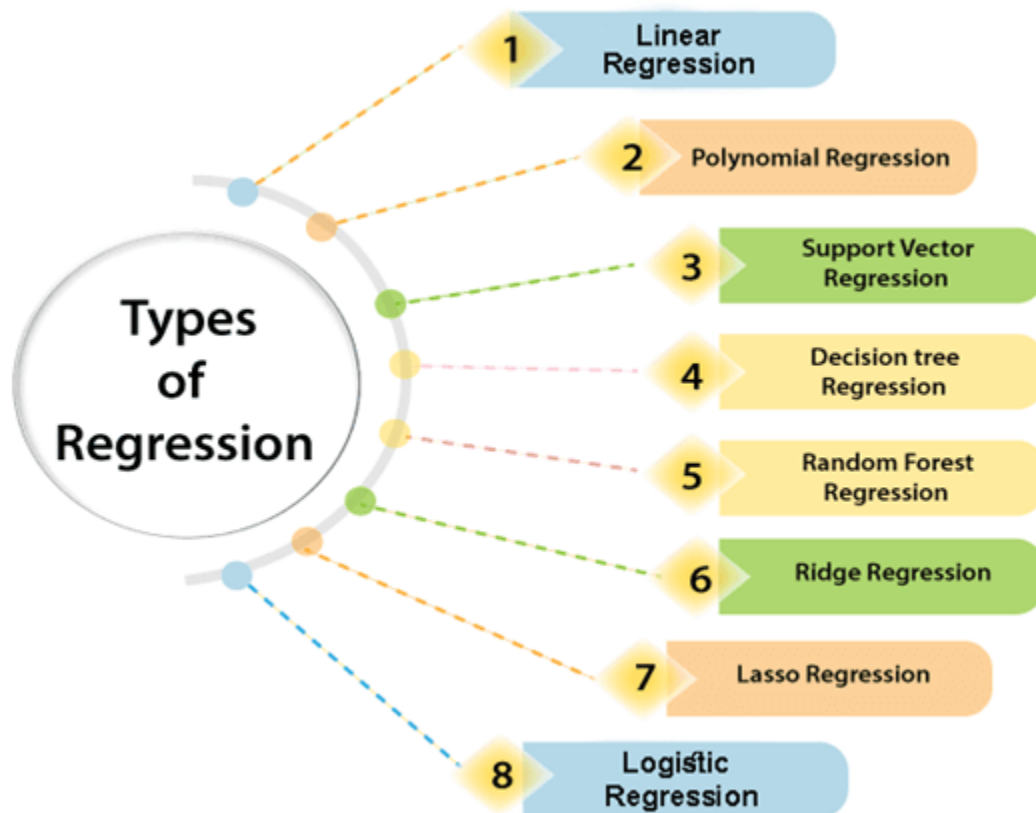 Types
of
Regression
1
Linear
Regression
2
Polynomial Regression
3
Support Vector
Regression
4
Decision tree
Regression
5
Random Forest
Regression
6
Ridge Regression
7
Lasso Regression
8
Logistic
Regression